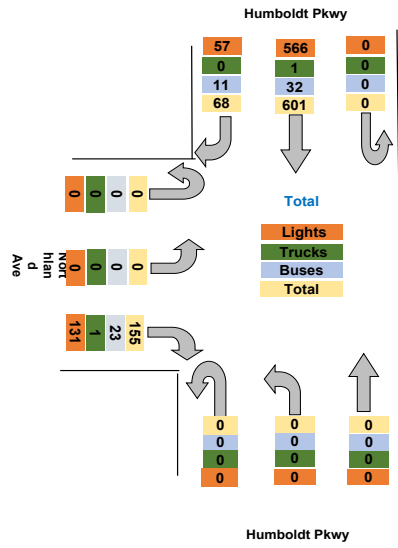 Humboldt Pkwy
57 566 0
0 1 0
11 32 0
68 601 0
0 0 0 0
Total
Lights
Trucks
Buses
Total
Nort
hlan
d
Ave
0 0 0 0
131 1 23 155
0 0 0
0 0 0
0 0 0
0 0 0
Humboldt Pkwy